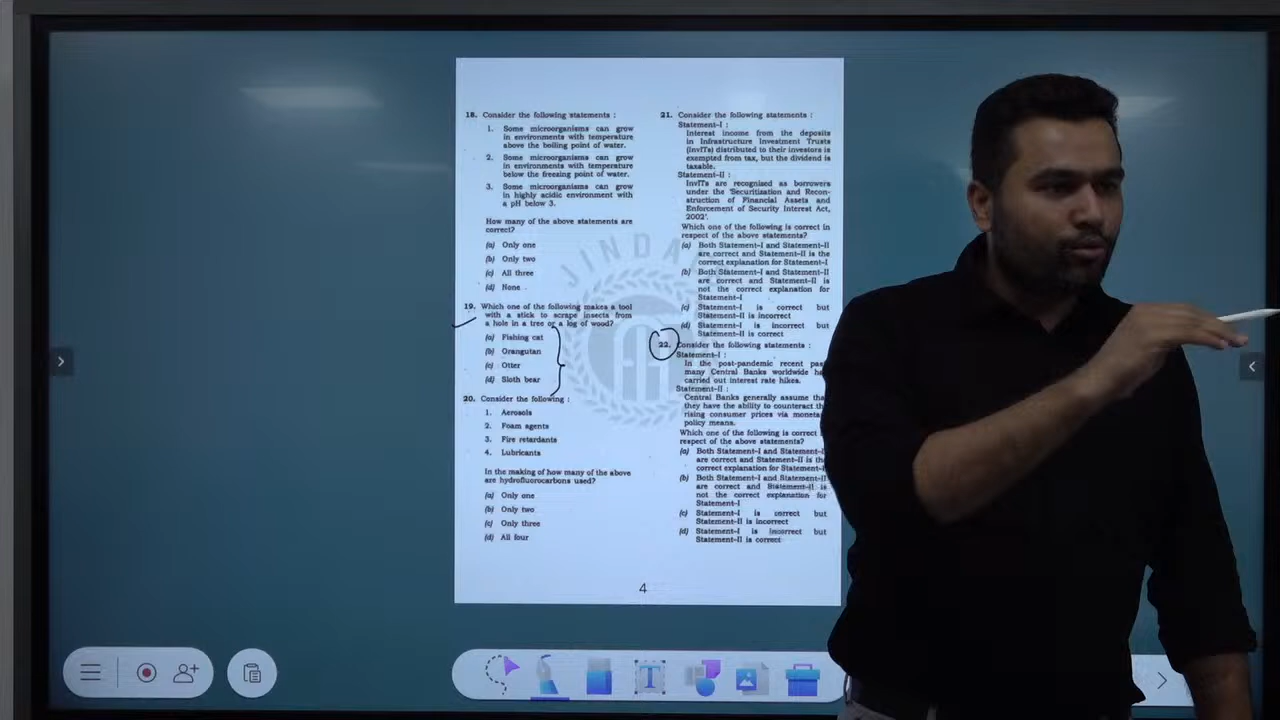 18. Consider the following statements :
1. Some microorganisms can grow
in environments with temperature
above the boiling point of water.
2. Some microorganisms can grow
in environments with temperature
below the freezing point of water.
3. Some microorganisms can grow
in highly acidic environment with
a pH below 3.
How many of the above statements are
correct?
(a) Only one
(b) Only two
(c) All three
(d) None
19. Which one of the following makes a tool
with a stick to scrape insects from
a hole in a tree or a log of wood?
(a) Fishing cat
(b) Orangutan
(c) Otter
(d) Sloth bear
20. Consider the following :
1. Aerosols
2. Foam agents
3. Fire retardants
4. Lubricants
In the making of how many of the above
are hydrofluorocarbons used?
(a) Only one
(b) Only two
(c) Only three
(d) All four
21. Consider the following statements :
Statement-I :
Interest income from the deposits
in Infrastructure Investment Trusts
(InvITs) distributed to their investors is
exempted from tax, but the dividend is
taxable.
Statement-II :
InvITs are recognized as borrowers
under the 'Securitization and Recon-
struction of Financial Assets and
Enforcement of Security Interest Act,
2002'.
Which one of the following is correct in
respect of the above statements?
(a) Both Statement-I and Statement-II
are correct and Statement-II is the
correct explanation for Statement-I
(b) Both Statement-I and Statement-II
are correct and Statement-II is
not the correct explanation for
Statement-I
(c) Statement-I is correct but
Statement-II is incorrect
(d) Statement-I is incorrect but
Statement-II is correct
22. Consider the following statements :
Statement-I :
In the post-pandemic recent
many Central Banks worldwide
carried out interest rate hikes.
Statement-II :
Central Banks generally assume
they have the ability to counteract
rising consumer prices via
policy means.
Which one of the following is correct
respect of the above statements?
(a) Both Statement-I and
are correct and Statement-II is
correct explanation for
(b) Both Statement-I and Statement-II
are correct and Statement-II is
not the correct explanation for
Statement-I
(c) Statement-I is correct but
Statement-II is incorrect
(d) Statement-I is incorrect but
Statement-II is correct
JINDA
4
T